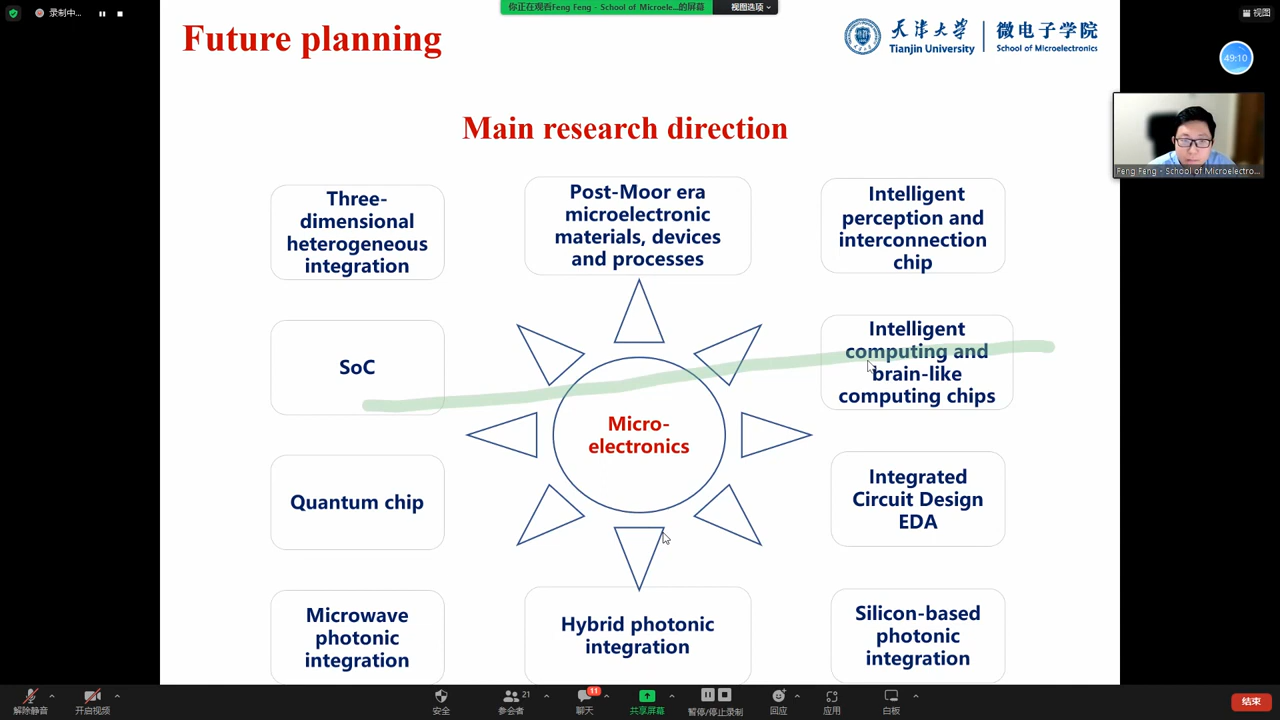 录制中...
你正在观看Feng Feng - School of Microele...的屏幕
视图选项
视图
Future planning
天津大学
Tianjin University
微电子学院
School of Microelectronics
49:10
Feng Feng - School of Microelectro...
Main research direction
Three-
dimensional
heterogeneous
integration
Post-Moor era
microelectronic
materials, devices
and processes
Intelligent
perception and
interconnection
chip
SoC
Intelligent
computing and
brain-like
computing chips
Micro-
electronics
Quantum chip
Integrated
Circuit Design
EDA
Microwave
photonic
integration
Hybrid photonic
integration
Silicon-based
photonic
integration
解除静音
开启视频
安全
参会者
21
聊天
11
共享屏幕
暂停/停止录制
回应
应用
白板
结束